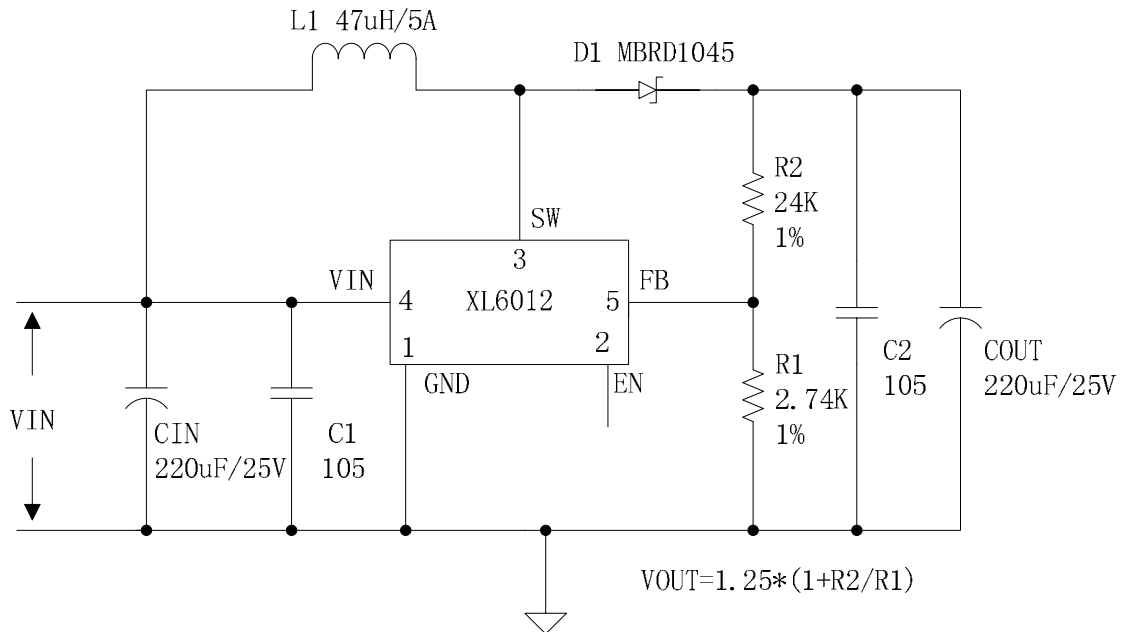 L1 47uH/5A
D1 MBRD1045
R2
24K
1%
SW
3
VIN
FB
4
XL6012
5
1
2
GND
EN
R1
2.74K
1%
C2
105
COUT
220uF/25V
VIN
CIN
220uF/25V
C1
105
VOUT=1.25*(1+R2/R1)